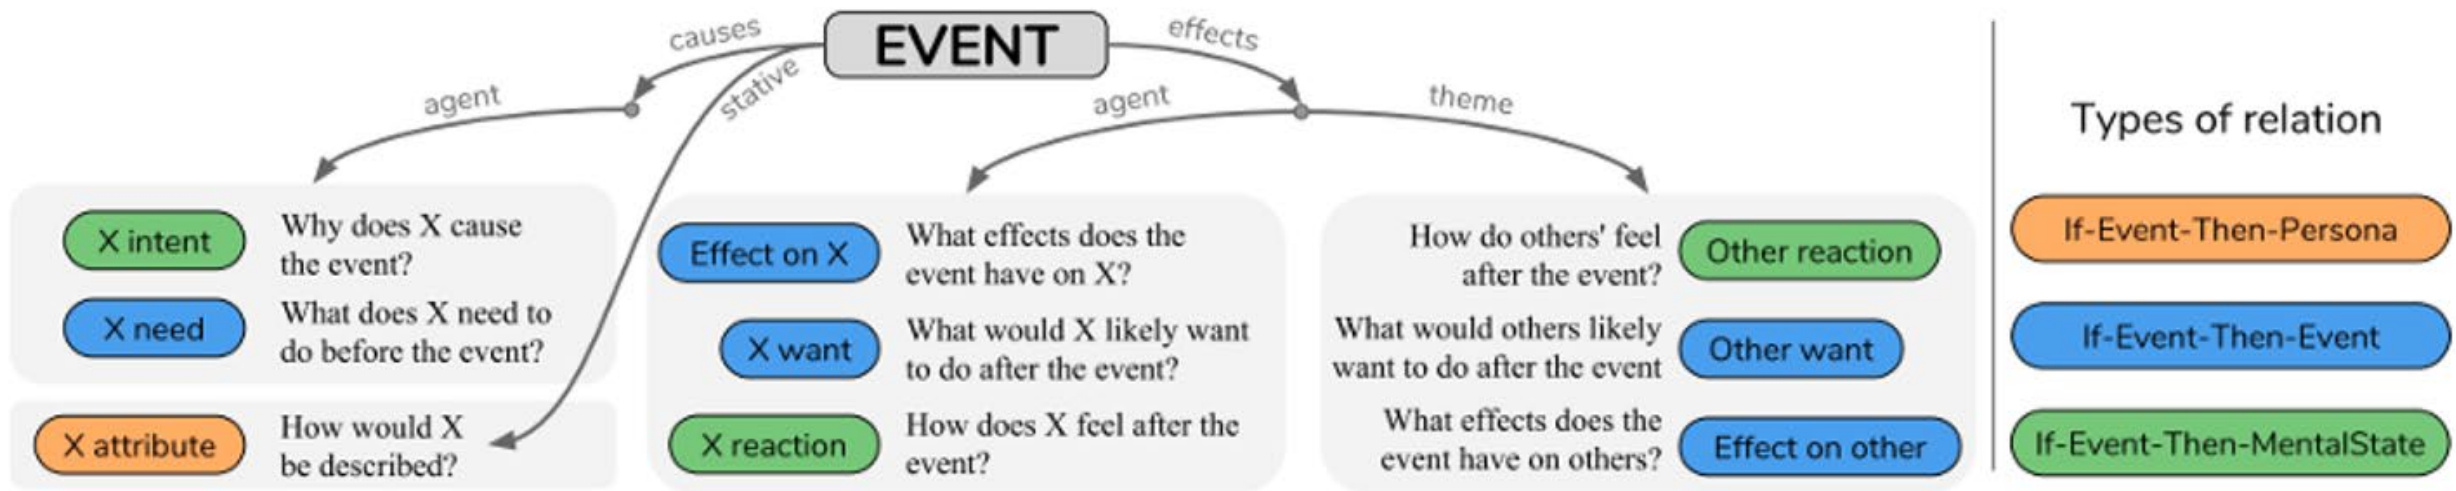 EVENT
causes
effects
stative
agent
agent
theme
X intent
Why does X cause
the event?
X need
What does X need to
do before the event?
X attribute
How would X
be described?
Effect on X
What effects does the
event have on X?
X want
What would X likely want
to do after the event?
X reaction
How does X feel after the
event?
How do others' feel
after the event?
Other reaction
What would others likely
want to do after the event
Other want
What effects does the
event have on others?
Effect on other
Types of relation
If-Event-Then-Persona
If-Event-Then-Event
If-Event-Then-MentalState